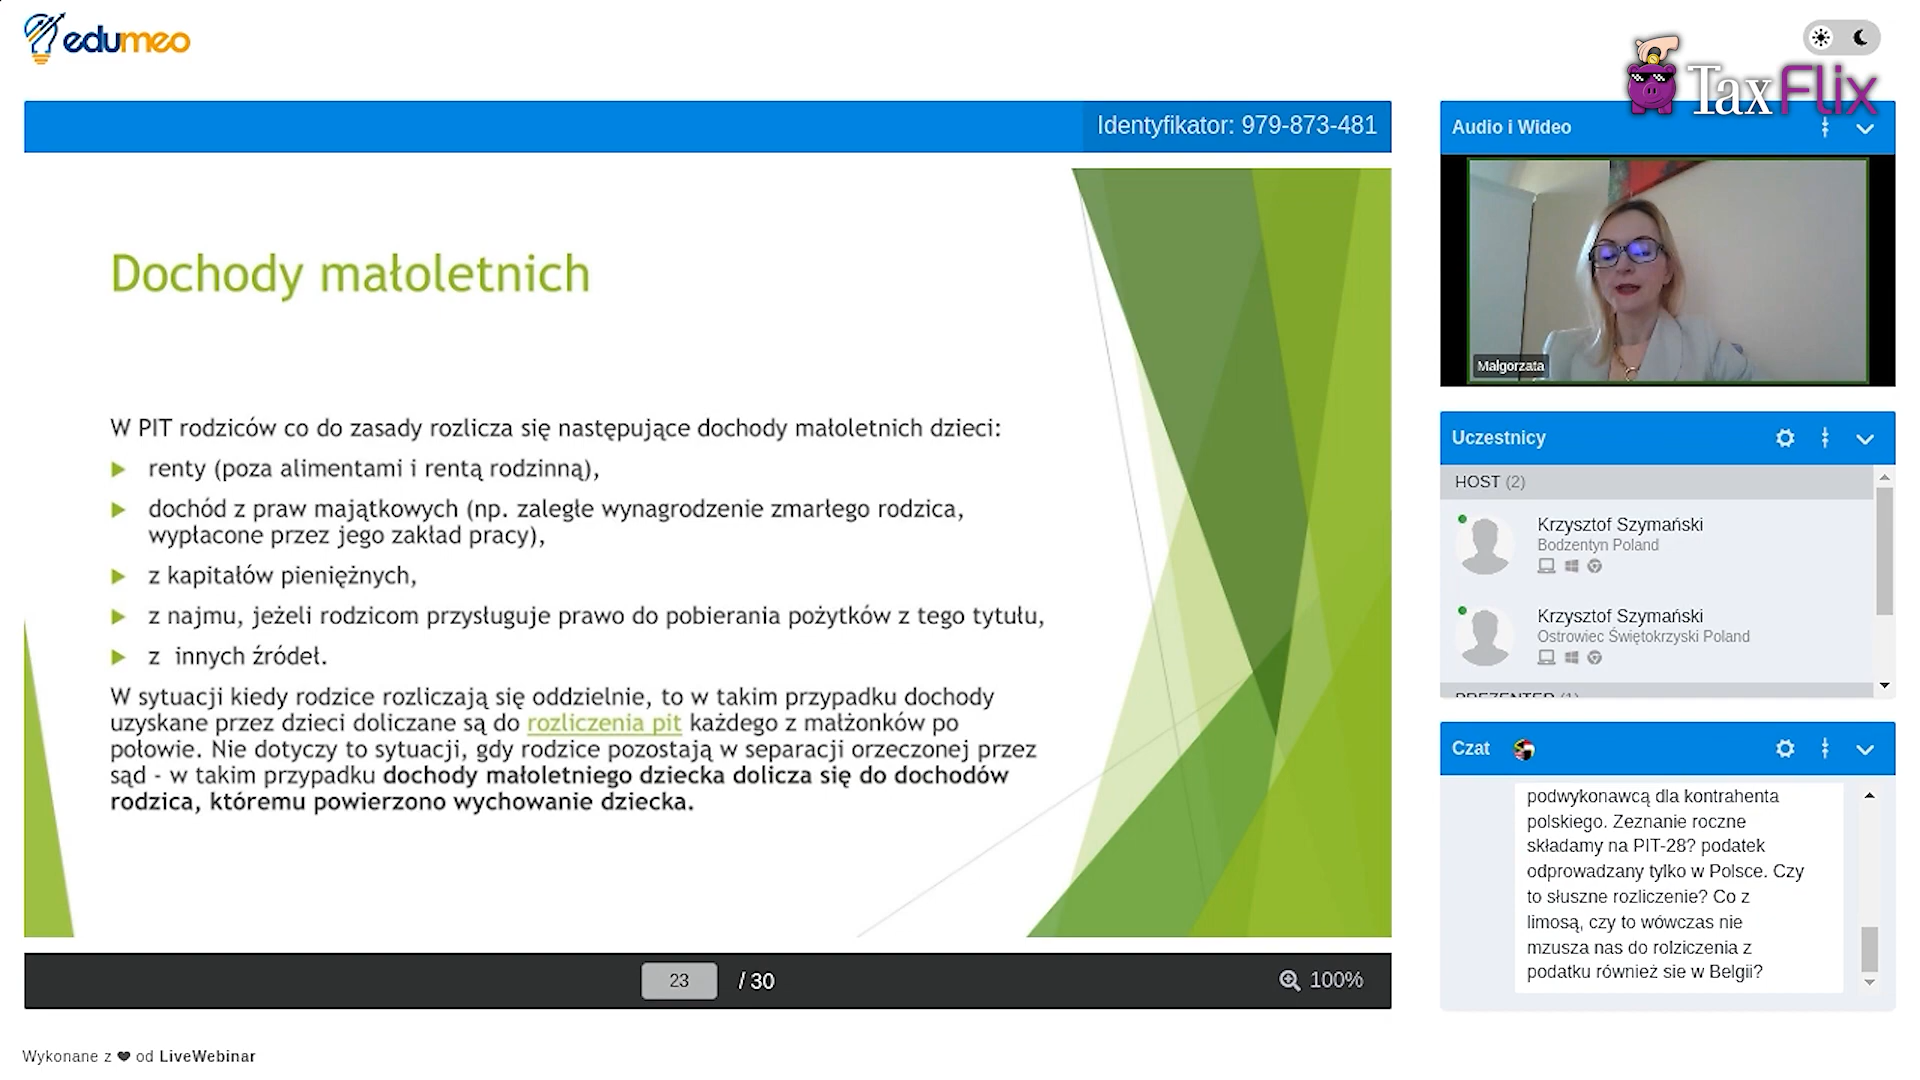 edumeo
TaxFlix
Identyfikator: 979-873-481
Dochody małoletnich
W PIT rodziców co do zasady rozlicza się następujące dochody małoletnich dzieci:
renty (poza alimentami i rentą rodzinną),
dochód z praw majątkowych (np. zaległe wynagrodzenie zmarłego rodzica,
wypłacone przez jego zakład pracy),
z kapitałów pieniężnych,
z najmu, jeżeli rodzicom przysługuje prawo do pobierania pożytków z tego tytułu,
z innych źródeł.
W sytuacji kiedy rodzice rozliczają się oddzielnie, to w takim przypadku dochody
uzyskane przez dzieci doliczane są do rozliczenia pit każdego z małżonków po
połowie. Nie dotyczy to sytuacji, gdy rodzice pozostają w separacji orzeczonej przez
sąd - w takim przypadku dochody małoletniego dziecka dolicza się do dochodów
rodzica, któremu powierzono wychowanie dziecka.
23 / 30
100%
Wykonane z ❤ od LiveWebinar
Audio i Wideo
Małgorzata
Uczestnicy
HOST (2)
Krzysztof Szymański
Bodzentyn Poland
Krzysztof Szymański
Ostrowiec Świętokrzyski Poland
PREZENTER (1)
Czat
podwykonawcą dla kontrahenta
polskiego. Zeznanie roczne
składamy na PIT-28? podatek
odprowadzany tylko w Polsce. Czy
to słuszne rozliczenie? Co z
limosą, czy to wówczas nie
mzusza nas do rolziczenia z
podatku również sie w Belgii?